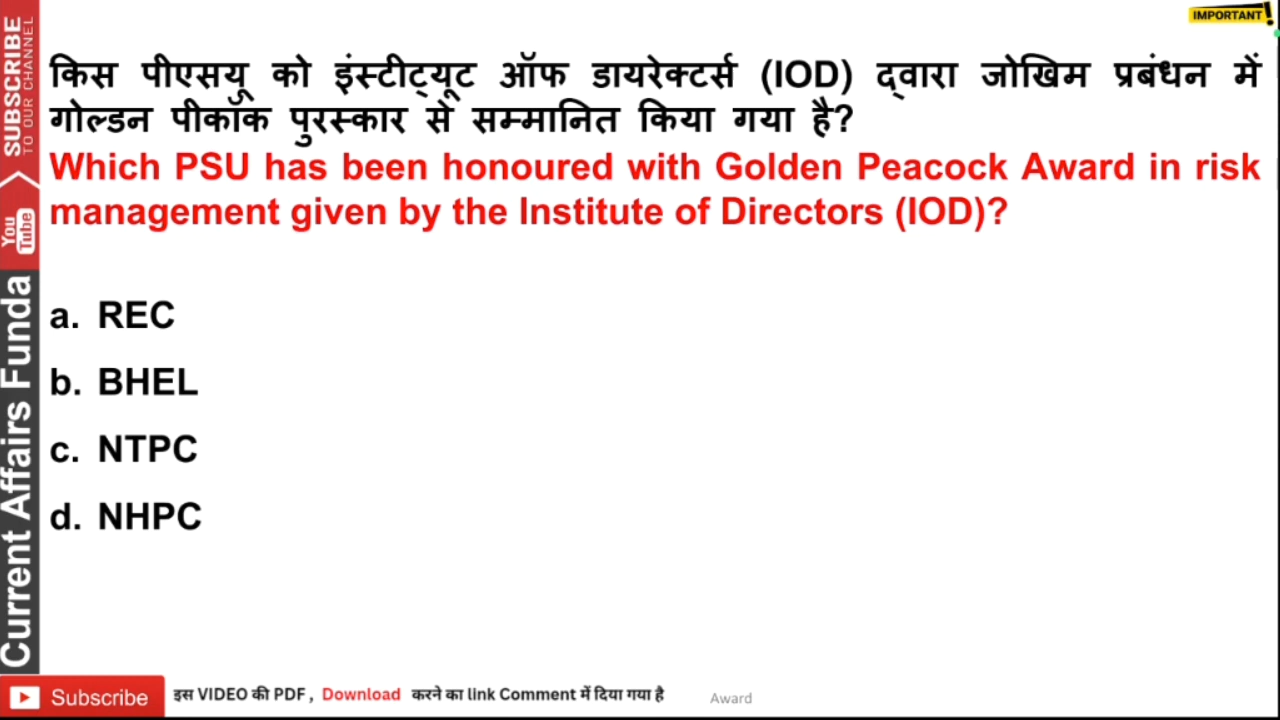 IMPORTANT!
किस पीएसयू को इंस्टीट्यूट ऑफ डायरेक्टर्स (IOD) द्वारा जोखिम प्रबंधन में
गोल्डन पीकॉक पुरस्कार से सम्मानित किया गया है?
Which PSU has been honoured with Golden Peacock Award in risk
management given by the Institute of Directors (IOD)?
a. REC
b. BHEL
c. NTPC
d. NHPC
SUBSCRIBE
TO OUR CHANNEL
You Tube
Current Affairs Funda
Subscribe
इस VIDEO की PDF , Download करने का link Comment में दिया गया है
Award